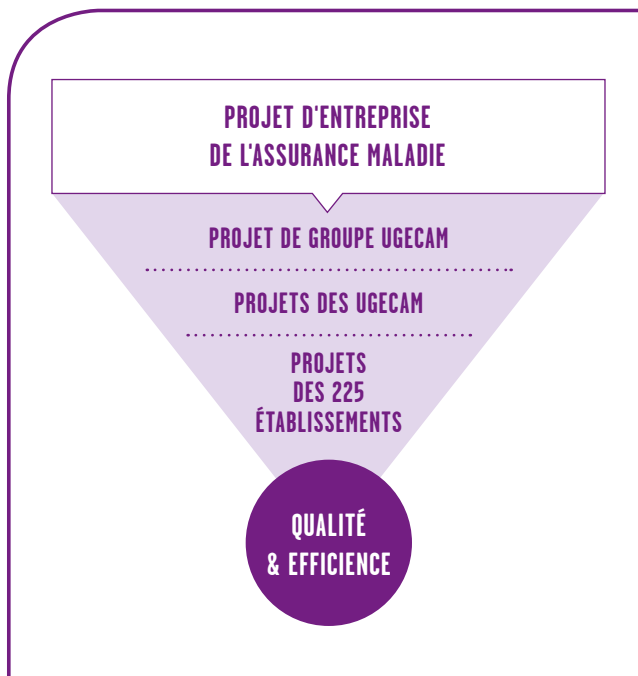 PROJET D'ENTREPRISE
DE L'ASSURANCE MALADIE
PROJET DE GROUPE UGECAM
PROJETS DES UGECAM
PROJETS
DES 225
ÉTABLISSEMENTS
QUALITÉ
& EFFICIENCE